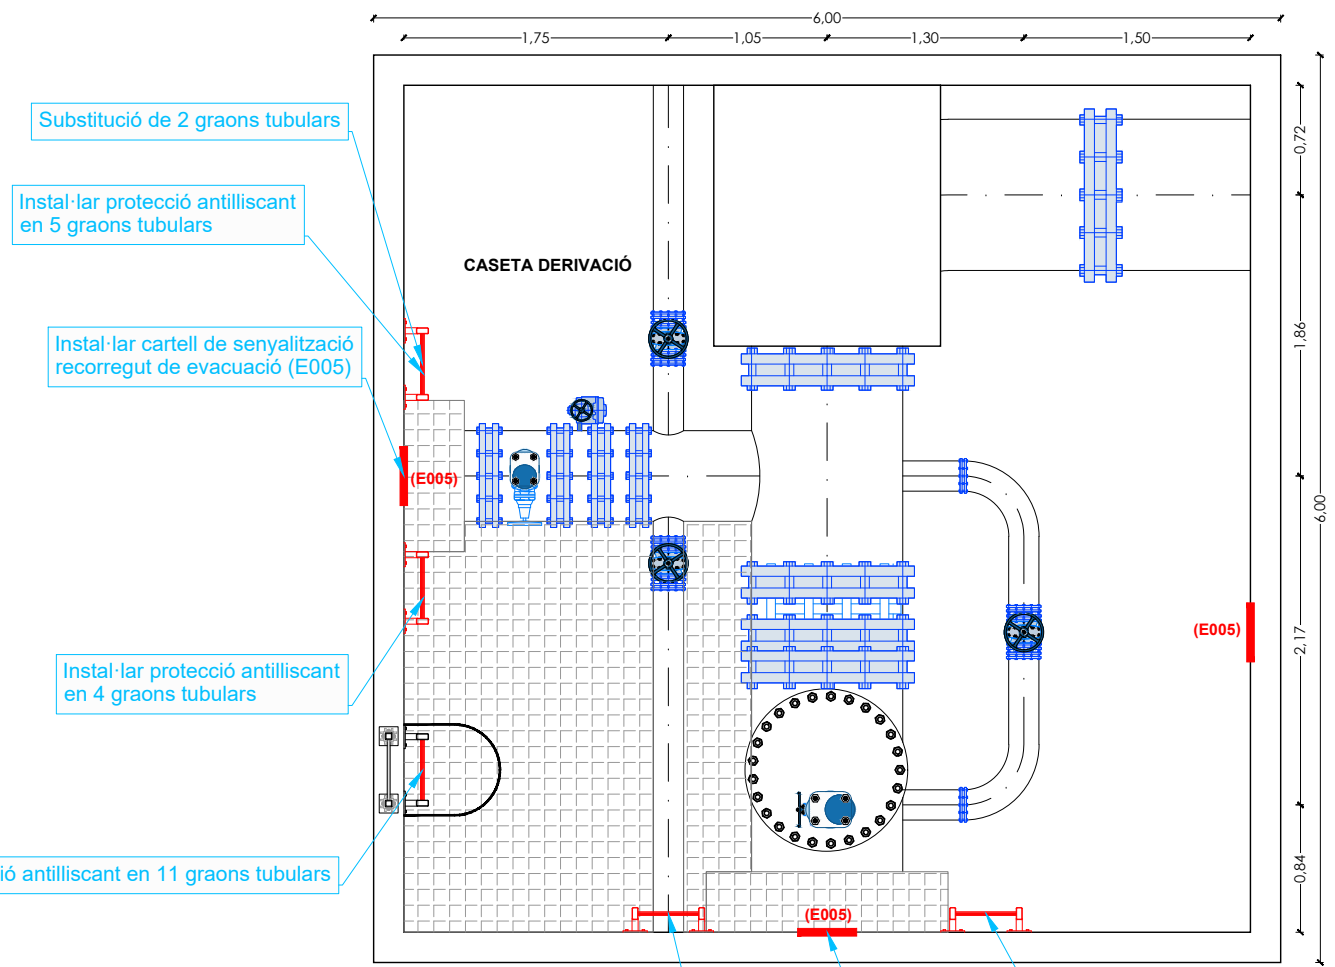 6,00
1,75
1,05
1,30
1,50
Substitució de 2 graons tubulars
0,72
Instal·lar protecció antilliscant
en 5 graons tubulars
CASETA DERIVACIÓ
Instal·lar cartell de senyalització
recorregut de evacuació (E005)
1,86
(E005)
6,00
(E005)
2,17
Instal·lar protecció antilliscant
en 4 graons tubulars
antilliscant en 11 graons tubulars
0,84
(E005)